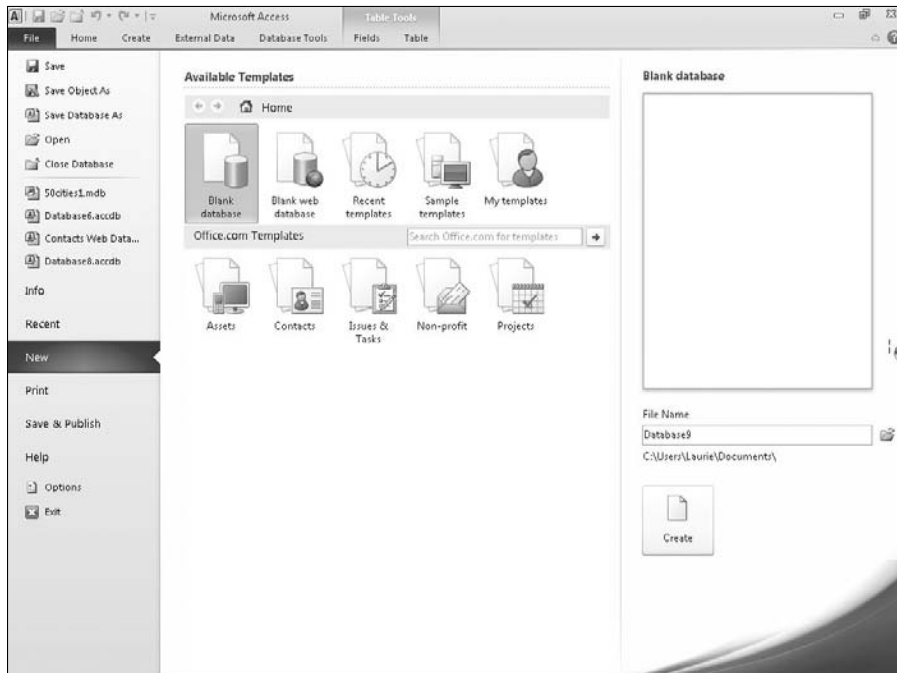 Microsoft Access
Table Tools
File Home Create External Data Database Tools Fields Table
Save
Save Object As
Save Database As
Open
Close Database
50cities1.mdb
Database6.accdb
Contacts Web Data...
Database8.accdb
Info
Recent
New
Print
Save & Publish
Help
Options
Exit
Available Templates
Home
Blank database
Blank web database
Recent templates
Sample templates
My templates
Office.com Templates
Search Office.com for templates
Assets
Contacts
Issues & Tasks
Non-profit
Projects
Blank database
File Name
Database9
C:\Users\Laurie\Documents\
Create